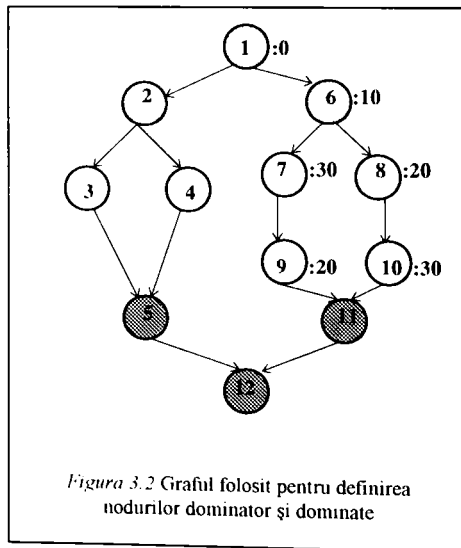 1 :0
2 6 :10
3 4 7 :30 8 :20
9 :20 10 :30
5 11
12
Figura 3.2 Graful folosit pentru definirea
nodurilor dominator și dominate